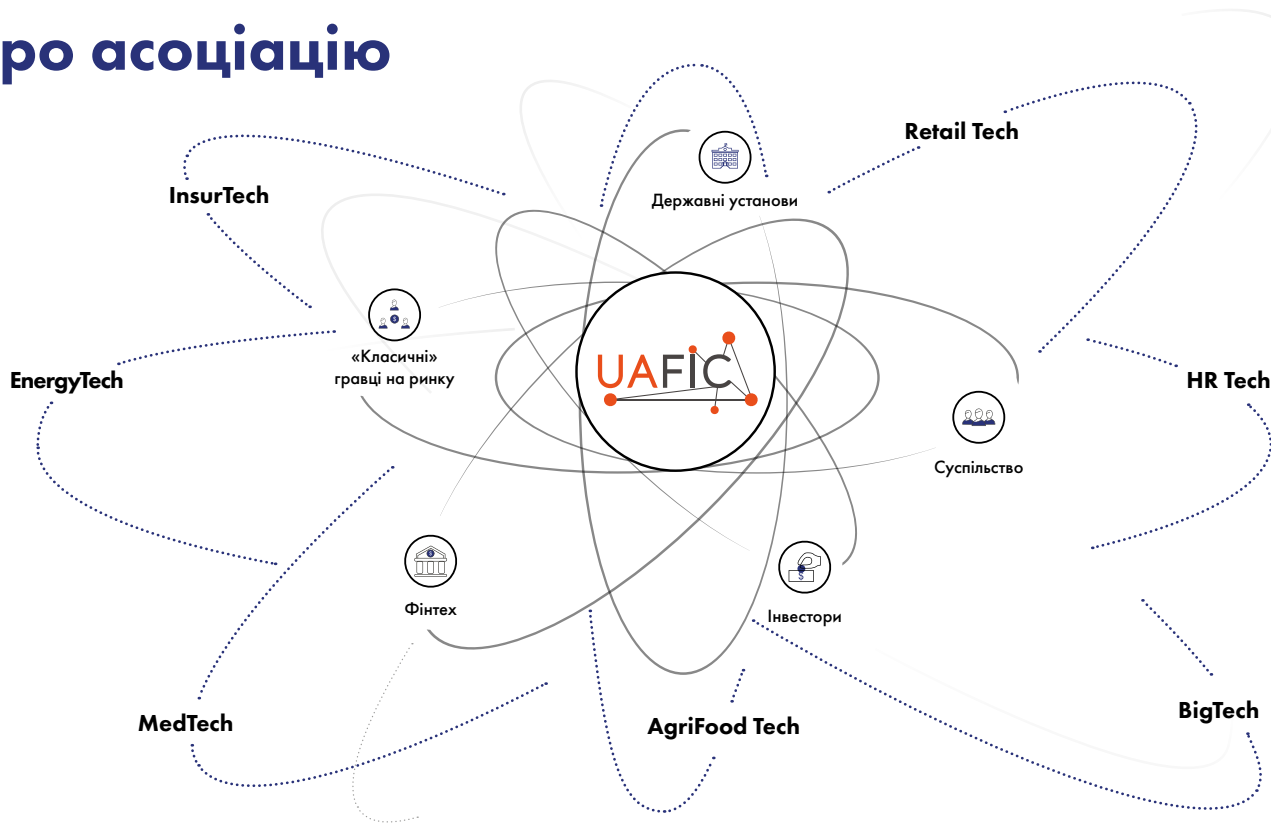 ро асоціацію
Retail Tech
InsurTech
Державні установи
«Класичні»
гравці на ринку
UAFIC
EnergyTech
HR Tech
Суспільство
Фінтех
Інвестори
MedTech
AgriFood Tech
BigTech